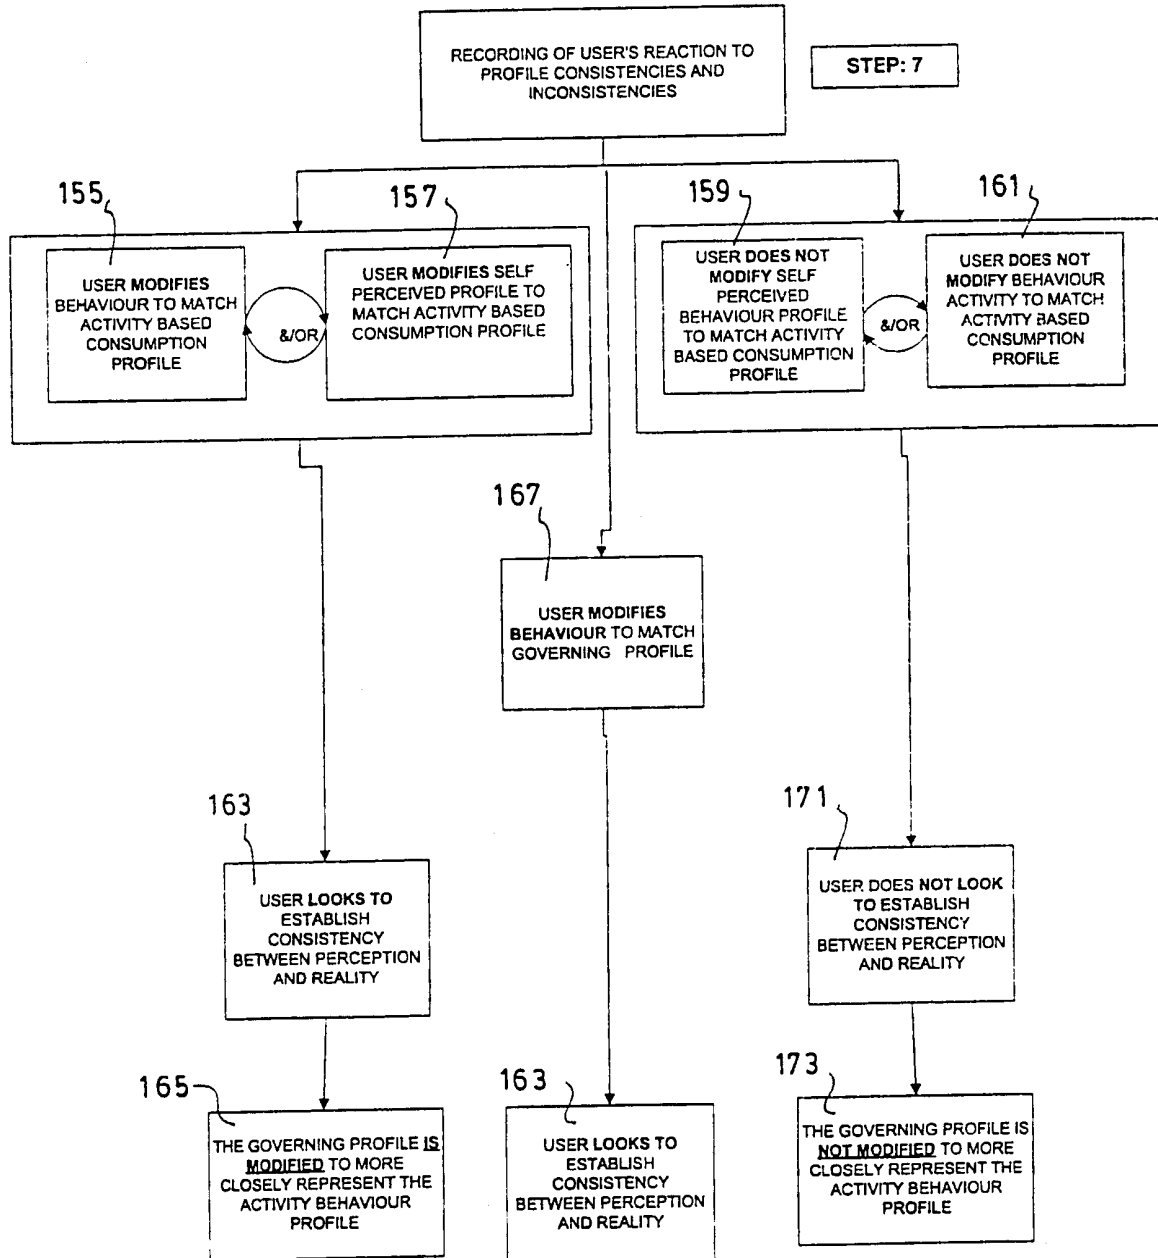 RECORDING OF USER'S REACTION TO
PROFILE CONSISTENCIES AND
INCONSISTENCIES
STEP: 7
155
157
159
161
USER MODIFIES
BEHAVIOUR TO MATCH
ACTIVITY BASED
CONSUMPTION
PROFILE
&/OR
USER MODIFIES SELF
PERCEIVED PROFILE TO
MATCH ACTIVITY BASED
CONSUMPTION PROFILE
USER DOES NOT
MODIFY SELF
PERCEIVED
BEHAVIOUR PROFILE
TO MATCH ACTIVITY
BASED CONSUMPTION
PROFILE
&/OR
USER DOES NOT
MODIFY BEHAVIOUR
ACTIVITY TO MATCH
ACTIVITY BASED
CONSUMPTION
PROFILE
167
USER MODIFIES
BEHAVIOUR TO MATCH
GOVERNING PROFILE
163
USER LOOKS TO
ESTABLISH
CONSISTENCY
BETWEEN PERCEPTION
AND REALITY
171
USER DOES NOT LOOK
TO ESTABLISH
CONSISTENCY
BETWEEN PERCEPTION
AND REALITY
165
THE GOVERNING PROFILE IS
MODIFIED TO MORE
CLOSELY REPRESENT THE
ACTIVITY BEHAVIOUR
PROFILE
163
USER LOOKS TO
ESTABLISH
CONSISTENCY
BETWEEN PERCEPTION
AND REALITY
173
THE GOVERNING PROFILE IS
NOT MODIFIED TO MORE
CLOSELY REPRESENT THE
ACTIVITY BEHAVIOUR
PROFILE